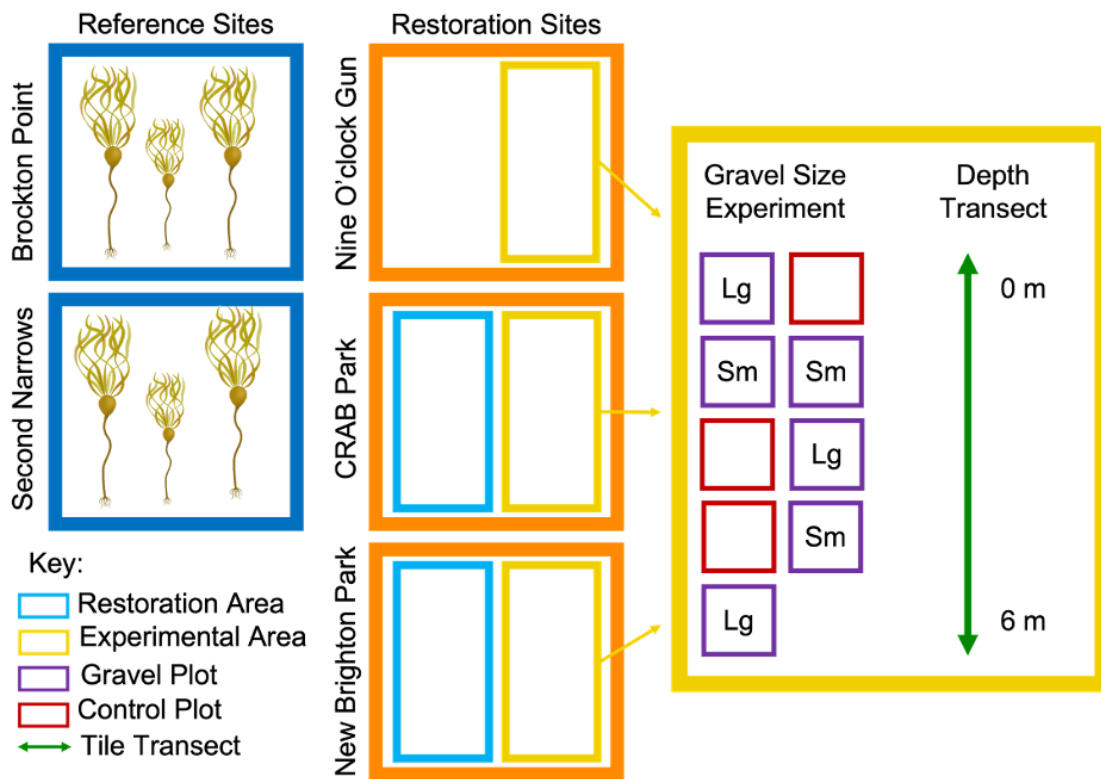 Reference Sites
Restoration Sites
Brockton Point
Second Narrows
Nine O'clock Gun
CRAB Park
New Brighton Park
Gravel Size
Experiment
Depth
Transect
Lg
Sm Sm
Lg
Sm
Lg
0 m
6 m
Key:
Restoration Area
Experimental Area
Gravel Plot
Control Plot
Tile Transect